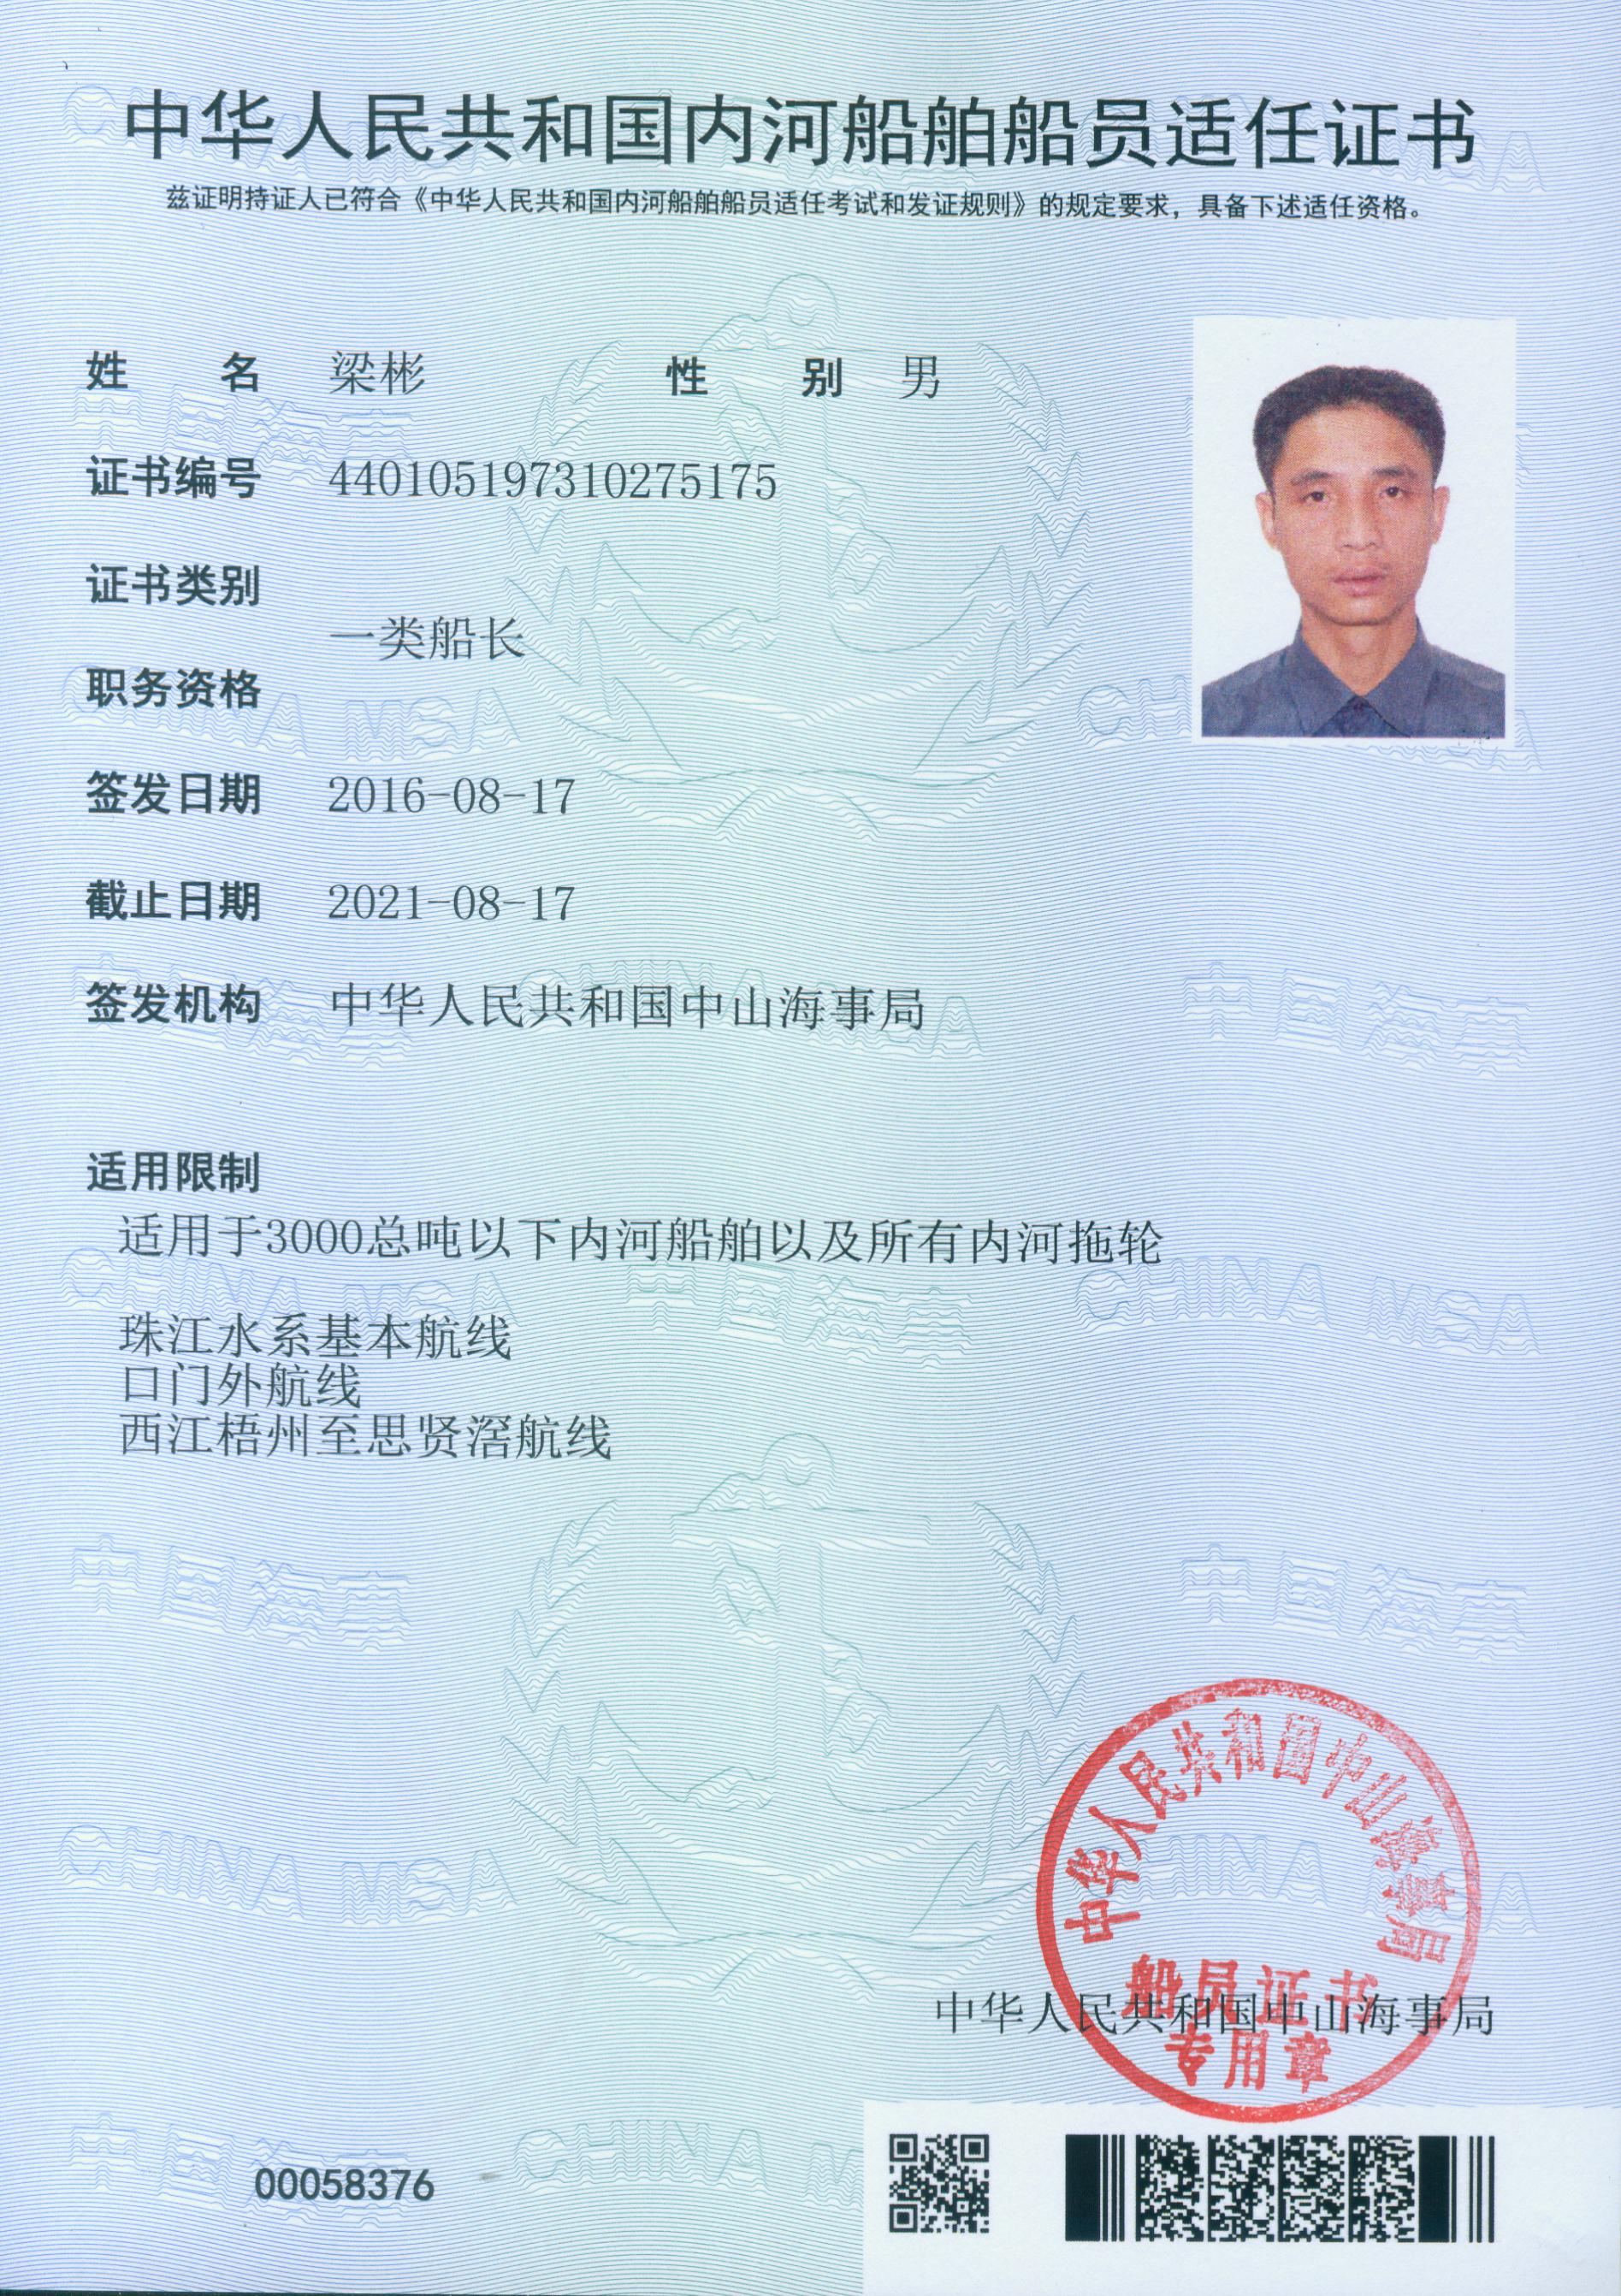 中华人民共和国内河船舶船员适任证书
兹证明持证人已符合《中华人民共和国内河船舶船员适任考试和发证规则》的规定要求，具备下述适任资格。
姓 名 梁彬 性 别 男
证书编号 440105197310275175
证书类别
一类船长
职务资格
签发日期 2016-08-17
截止日期 2021-08-17
签发机构 中华人民共和国中山海事局
适用限制
适用于3000总吨以下内河船舶以及所有内河拖轮
珠江水系基本航线
口门外航线
西江梧州至思贤滘航线
中华人民共和国中山海事局
船员证书
专用章
中华人民共和国中山海事局
00058376
中国海事
CHINA MSA